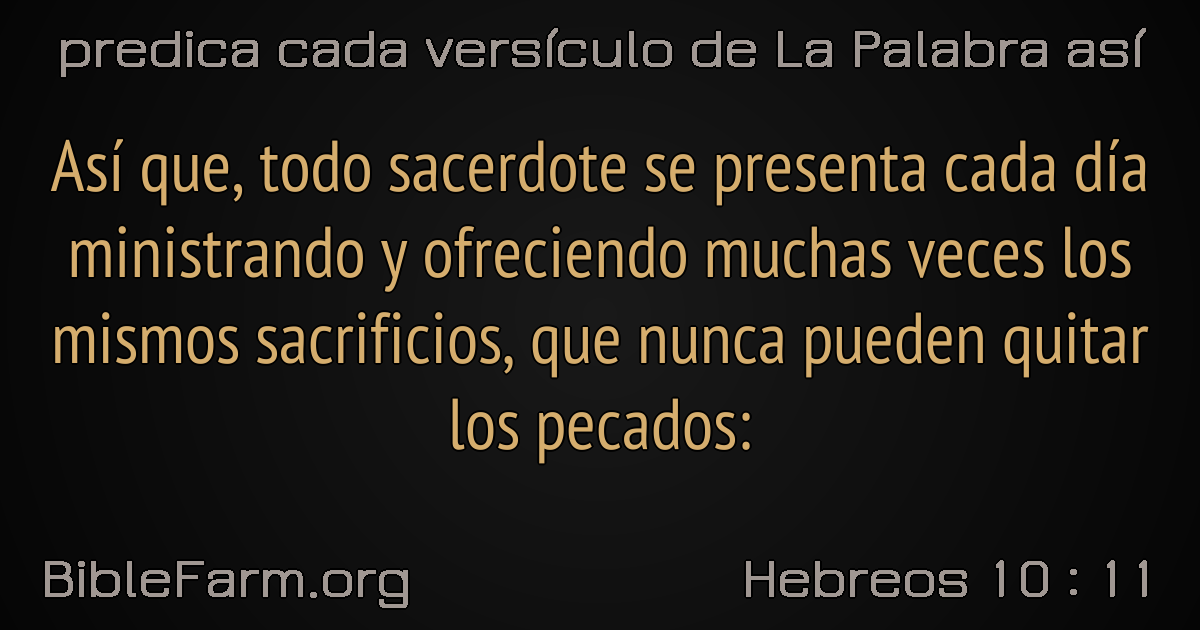 predica cada versículo de La Palabra así
Así que, todo sacerdote se presenta cada día
ministrando y ofreciendo muchas veces los
mismos sacrificios, que nunca pueden quitar
los pecados:
BibleFarm.org
Hebreos 10 : 11